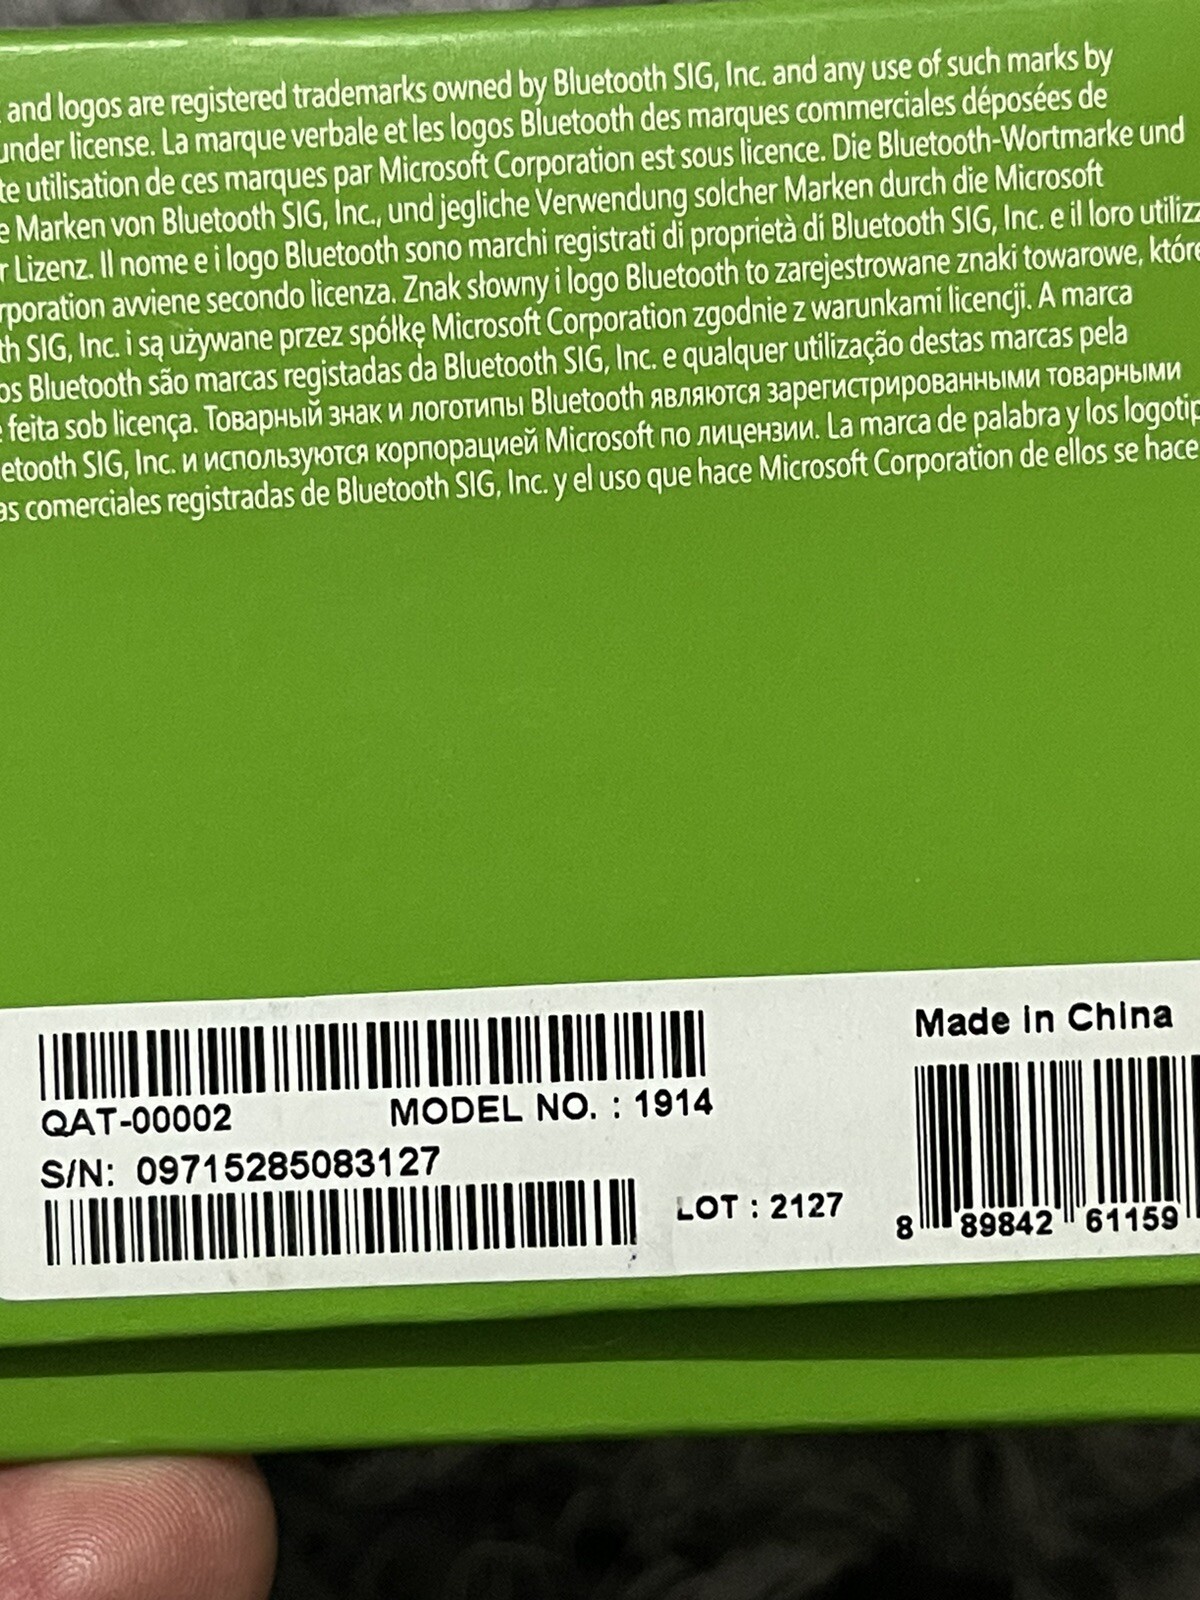 and logos are registered trademarks owned by Bluetooth SIG, Inc. and any use of such marks by
under license. La marque verbale et les logos Bluetooth des marques commerciales déposées de
te utilisation de ces marques par Microsoft Corporation est sous licence. Die Bluetooth-Wortmarke und
e Marken von Bluetooth SIG, Inc., und jegliche Verwendung solcher Marken durch die Microsoft
r Lizenz. Il nome e i logo Bluetooth sono marchi registrati di proprietà di Bluetooth SIG, Inc. e il loro utilizz
rporation avviene secondo licenza. Znak słowny i logo Bluetooth to zarejestrowane znaki towarowe, które
th SIG, Inc. i są używane przez spółkę Microsoft Corporation zgodnie z warunkami licencji. A marca
os Bluetooth são marcas registadas da Bluetooth SIG, Inc. e qualquer utilização destas marcas pela
feita sob licença. Товарный знак и логотипы Bluetooth являются зарегистрированными товарными
etooth SIG, Inc. и используются корпорацией Microsoft по лицензии. La marca de palabra y los logotip
as comerciales registradas de Bluetooth SIG, Inc. y el uso que hace Microsoft Corporation de ellos se hace
Made in China
QAT-00002 MODEL NO. : 1914
S/N: 09715285083127
LOT : 2127
8 89842 61159